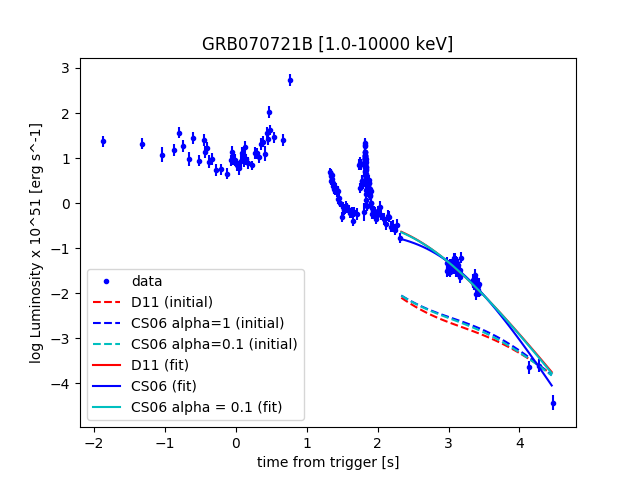 GRB070721B [1.0-10000 keV]
log Luminosity x 10^51 [erg s^-1]
3
2
1
0
−1
−2
−3
−4
data
D11 (initial)
CS06 alpha=1 (initial)
CS06 alpha=0.1 (initial)
D11 (fit)
CS06 (fit)
CS06 alpha = 0.1 (fit)
−2
−1
0
1
2
3
4
time from trigger [s]